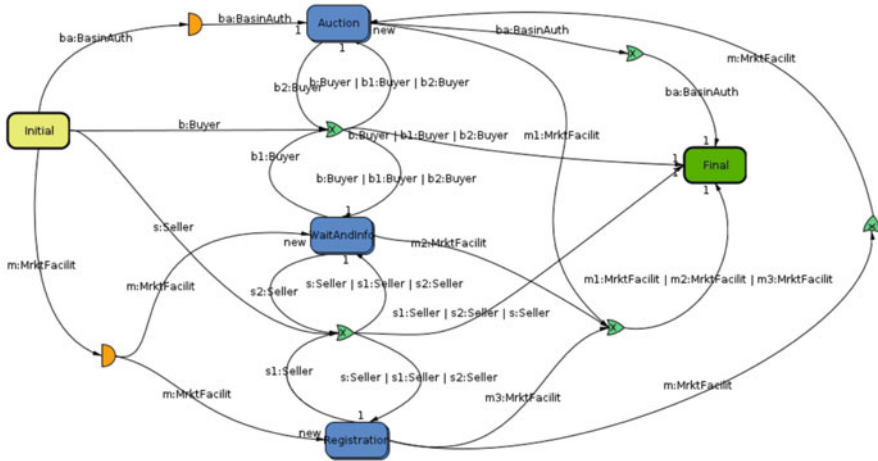 ba:BasinAuth
ba:BasinAuth
1
Auction
new
ba:BasinAuth
X
m:MrktFacilit
1
b2:Buyer
b:Buyer | b1:Buyer | b2:Buyer
ba:BasinAuth
Initial
b:Buyer
X
b:Buyer | b1:Buyer | b2:Buyer
m1:MrktFacilit
1
b1:Buyer
1
1
Final
b:Buyer | b1:Buyer | b2:Buyer
1
1
s:Seller
new
WaitAndInfo
m2:MrktFacilit
X
m:MrktFacilit
m:MrktFacilit
1
s2:Seller
s:Seller | s1:Seller | s2:Seller
m1:MrktFacilit | m2:MrktFacilit | m3:MrktFacilit
s1:Seller | s2:Seller | s:Seller
X
X
s1:Seller
s:Seller | s1:Seller | s2:Seller
m:MrktFacilit
m:MrktFacilit
m3:MrktFacilit
1
new
Registration